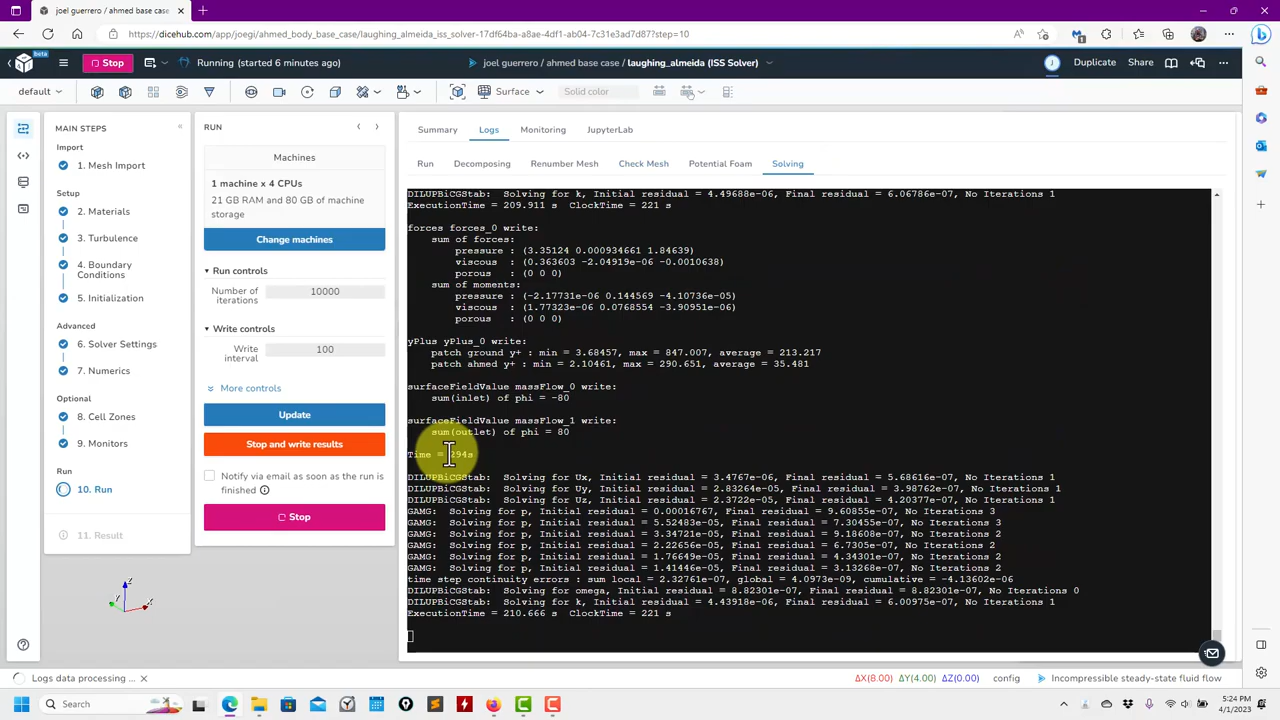 joel guerrero / ahmed base case
https://dicehub.com/app/joegi/ahmed_body_base_case/laughing_almeida_iss_solver-17df64ba-a8ae-4df1-ab04-7c31e3ad7d87?step=10
beta
Stop
Running (started 6 minutes ago)
joel guerrero / ahmed base case / laughing_almeida (ISS Solver)
J
Duplicate
Share
default
Surface
Solid color
MAIN STEPS
Import
1. Mesh Import
Setup
2. Materials
3. Turbulence
4. Boundary
Conditions
5. Initialization
Advanced
6. Solver Settings
7. Numerics
Optional
8. Cell Zones
9. Monitors
Run
10. Run
11. Result
RUN
Machines
1 machine x 4 CPUs
21 GB RAM and 80 GB of machine
storage
Change machines
Run controls
Number of
iterations
10000
Write controls
Write
interval
100
More controls
Update
Stop and write results
Notify via email as soon as the run is
finished
Stop
Summary
Logs
Monitoring
JupyterLab
Run
Decomposing
Renumber Mesh
Check Mesh
Potential Foam
Solving
DILUPBiCGStab:  Solving for k, Initial residual = 4.49688e-06, Final residual = 6.06786e-07, No Iterations 1
ExecutionTime = 209.911 s  ClockTime = 221 s
forces forces_0 write:
sum of forces:
pressure : (3.35124 0.000934661 1.84639)
viscous : (0.363603 -2.04919e-06 -0.0010638)
porous : (0 0 0)
sum of moments:
pressure : (-2.17731e-06 0.144569 -4.10736e-05)
viscous : (1.77323e-06 0.0768554 -3.90951e-06)
porous : (0 0 0)
yPlus yPlus_0 write:
patch ground y+ : min = 3.68457, max = 847.007, average = 213.217
patch ahmed y+ : min = 2.10461, max = 290.651, average = 35.481
surfaceFieldValue massFlow_0 write:
sum(inlet) of phi = -80
surfaceFieldValue massFlow_1 write:
sum(outlet) of phi = 80
Time = 294s
DILUPBiCGStab:  Solving for Ux, Initial residual = 3.4767e-06, Final residual = 5.68616e-07, No Iterations 1
DILUPBiCGStab:  Solving for Uy, Initial residual = 2.83264e-05, Final residual = 3.98762e-07, No Iterations 1
DILUPBiCGStab:  Solving for Uz, Initial residual = 2.3722e-05, Final residual = 4.20377e-07, No Iterations 1
GAMG:  Solving for p, Initial residual = 0.00016767, Final residual = 9.60855e-07, No Iterations 3
GAMG:  Solving for p, Initial residual = 5.52483e-05, Final residual = 7.30455e-07, No Iterations 3
GAMG:  Solving for p, Initial residual = 3.34721e-05, Final residual = 9.18608e-07, No Iterations 2
GAMG:  Solving for p, Initial residual = 2.22656e-05, Final residual = 6.7305e-07, No Iterations 2
GAMG:  Solving for p, Initial residual = 1.76649e-05, Final residual = 4.34301e-07, No Iterations 2
GAMG:  Solving for p, Initial residual = 1.41446e-05, Final residual = 3.13268e-07, No Iterations 2
time step continuity errors : sum local = 2.32761e-07, global = 4.0973e-09, cumulative = -4.13602e-06
DILUPBiCGStab:  Solving for omega, Initial residual = 8.82301e-07, Final residual = 8.82301e-07, No Iterations 0
DILUPBiCGStab:  Solving for k, Initial residual = 4.43918e-06, Final residual = 6.00975e-07, No Iterations 1
ExecutionTime = 210.666 s  ClockTime = 221 s
Logs data processing ...
ΔX(8.00)
ΔY(4.00)
ΔZ(0.00)
config
Incompressible steady-state fluid flow
Search
5:24 PM
4/1/2023